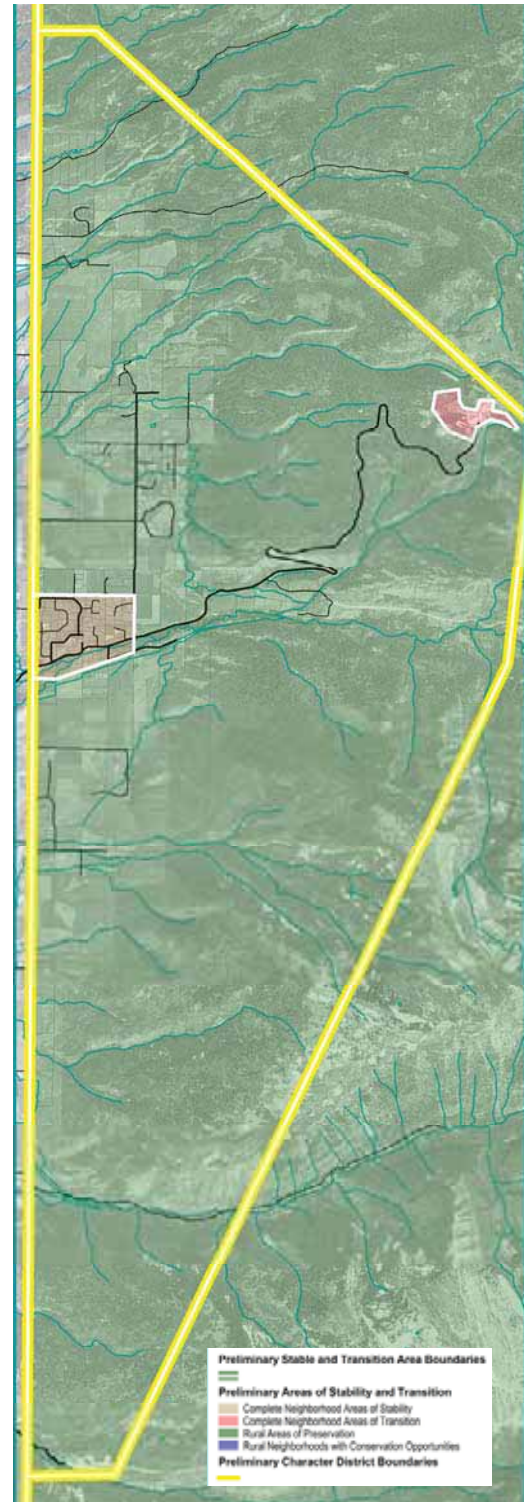 Preliminary Stable and Transition Area Boundaries
Preliminary Areas of Stability and Transition
Complete Neighborhood Areas of Stability
Complete Neighborhood Areas of Transition
Rural Areas of Preservation
Rural Neighborhoods with Conservation Opportunities
Preliminary Character District Boundaries